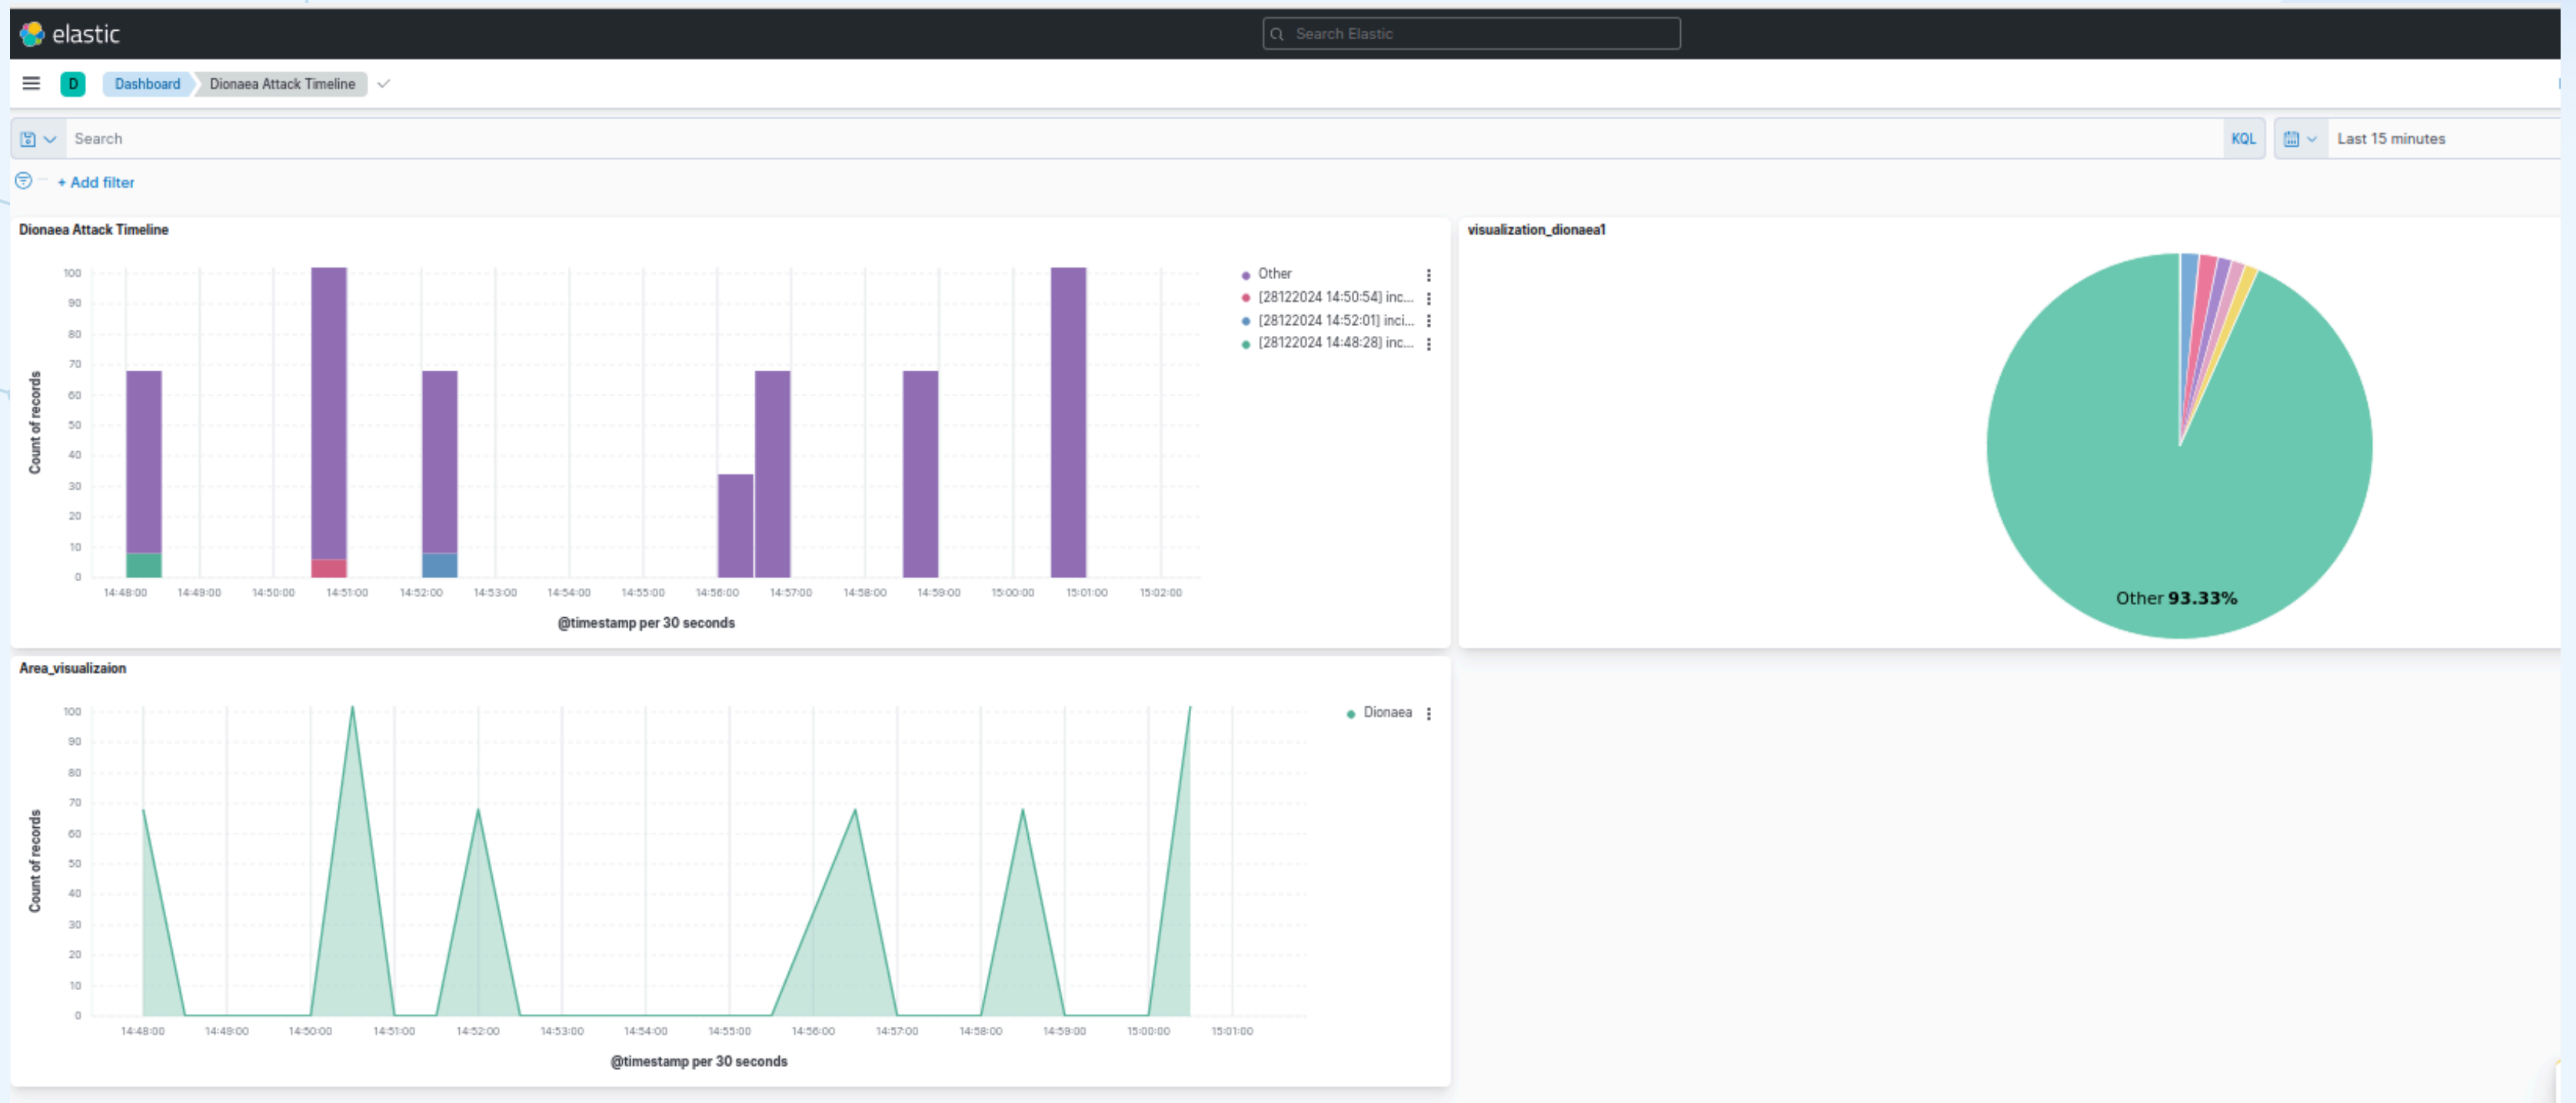 elastic
Search Elastic
D Dashboard Dionaea Attack Timeline
Search KQL Last 15 minutes
+ Add filter
Dionaea Attack Timeline
100
90
80
70
60
50
40
30
20
10
0
Count of records
14:48:00 14:49:00 14:50:00 14:51:00 14:52:00 14:53:00 14:54:00 14:55:00 14:56:00 14:57:00 14:58:00 14:59:00 15:00:00 15:01:00 15:02:00
@timestamp per 30 seconds
Other
[28122024 14:50:54] inc...
[28122024 14:52:01] inci...
[28122024 14:48:28] inc...
visualization_dionaea1
Other 93.33%
Area_visualizaion
100
90
80
70
60
50
40
30
20
10
0
Count of records
14:48:00 14:49:00 14:50:00 14:51:00 14:52:00 14:53:00 14:54:00 14:55:00 14:56:00 14:57:00 14:58:00 14:59:00 15:00:00 15:01:00
@timestamp per 30 seconds
Dionaea